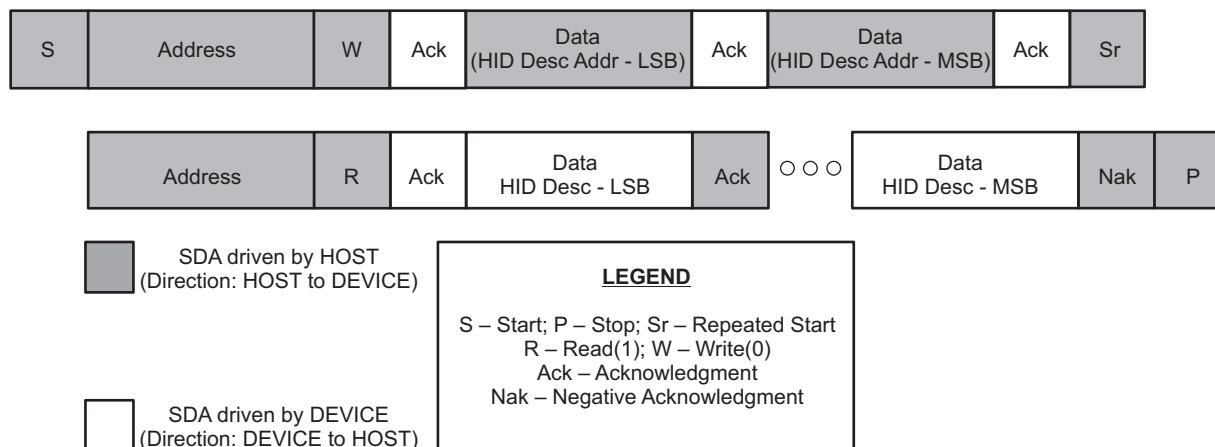 S Address W Ack Data (HID Desc Addr - LSB) Ack Data (HID Desc Addr - MSB) Ack Sr
Address R Ack Data HID Desc - LSB Ack Data HID Desc - MSB Nak P
SDA driven by HOST
(Direction: HOST to DEVICE)
LEGEND
S – Start; P – Stop; Sr – Repeated Start
R – Read(1); W – Write(0)
Ack – Acknowledgment
Nak – Negative Acknowledgment
SDA driven by DEVICE
(Direction: DEVICE to HOST)